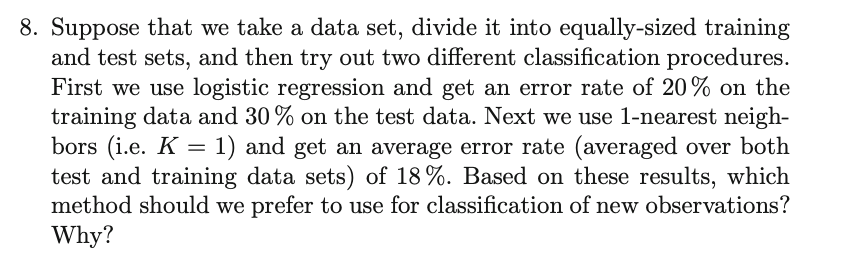 8. Suppose that we take a data set, divide it into equally-sized training
and test sets, and then try out two different classification procedures.
First we use logistic regression and get an error rate of 20 % on the
training data and 30 % on the test data. Next we use 1-nearest neigh-
bors (i.e. K = 1) and get an average error rate (averaged over both
test and training data sets) of 18 %. Based on these results, which
method should we prefer to use for classification of new observations?
Why?